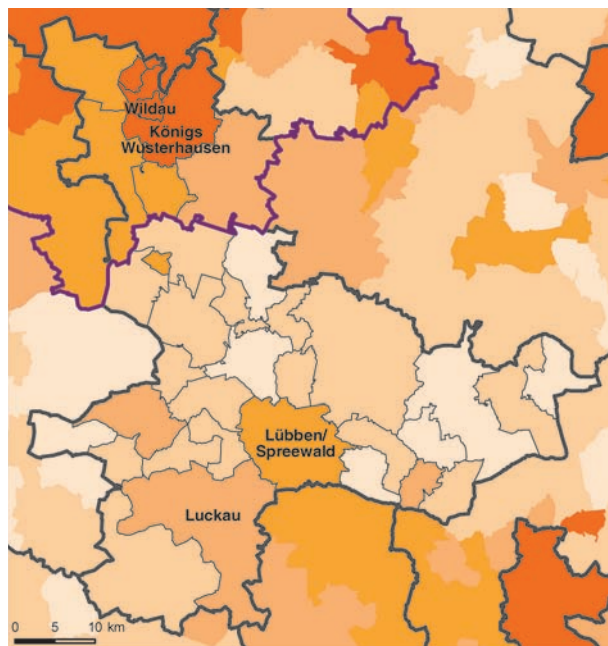 Wildau
Königs
Wusterhausen
Lübben/
Spreewald
Luckau
0 5 10 km